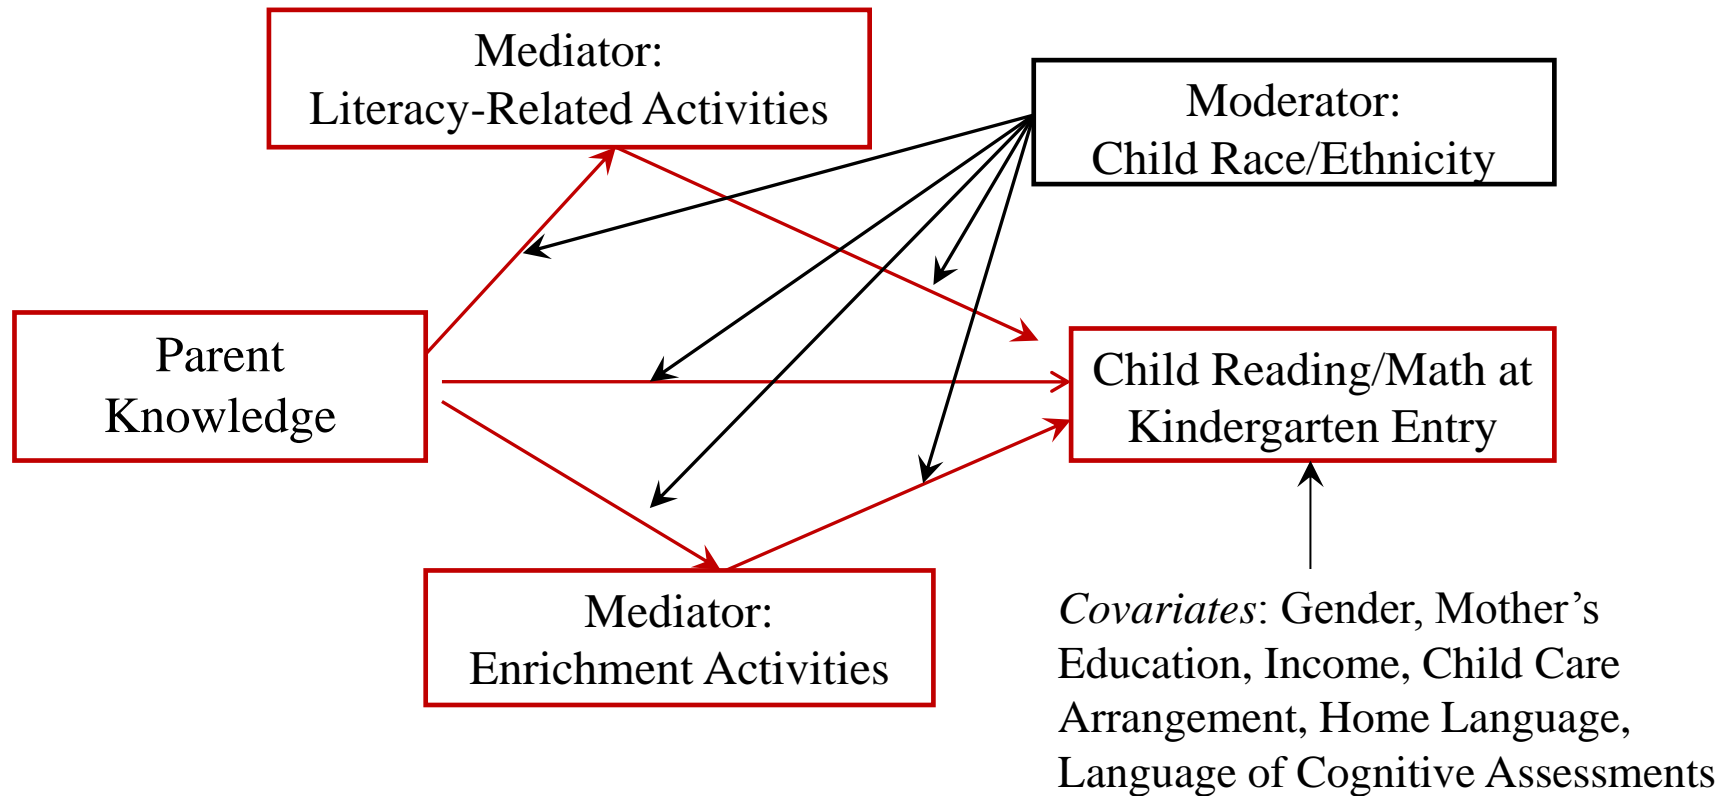 Mediator:
Literacy-Related Activities
Moderator:
Child Race/Ethnicity
Parent
Knowledge
Child Reading/Math at
Kindergarten Entry
Mediator:
Enrichment Activities
Covariates: Gender, Mother’s
Education, Income, Child Care
Arrangement, Home Language,
Language of Cognitive Assessments